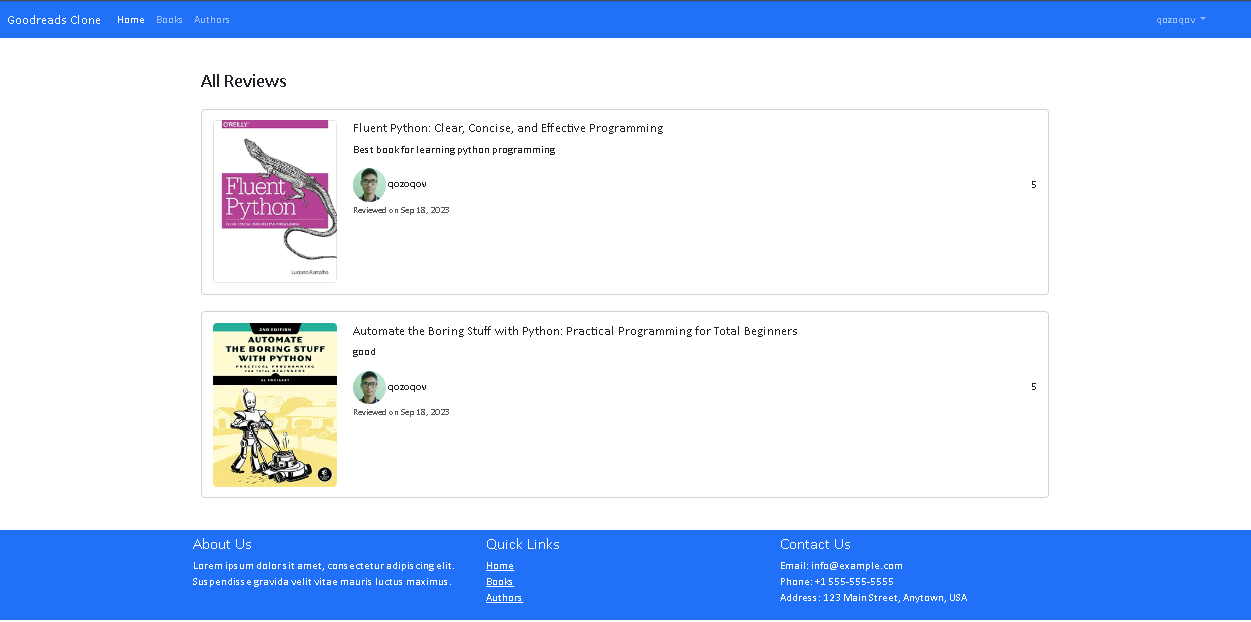 Goodreads Clone Home Books Authors qozoqov
All Reviews
O'REILLY®
Fluent
Python
CLEAR, CONCISE, AND EFFECTIVE PROGRAMMING
Luciano Ramalho
Fluent Python: Clear, Concise, and Effective Programming
Best book for learning python programming
qozoqov 5
Reviewed on Sep 18, 2023
2ND EDITION
AUTOMATE
THE BORING STUFF
WITH PYTHON
PRACTICAL PROGRAMMING
FOR TOTAL BEGINNERS
AL SWEIGART
Automate the Boring Stuff with Python: Practical Programming for Total Beginners
good
qozoqov 5
Reviewed on Sep 18, 2023
About Us
Lorem ipsum dolor sit amet, consectetur adipiscing elit.
Suspendisse gravida velit vitae mauris luctus maximus.
Quick Links
Home
Books
Authors
Contact Us
Email: info@example.com
Phone: +1 555-555-5555
Address: 123 Main Street, Anytown, USA